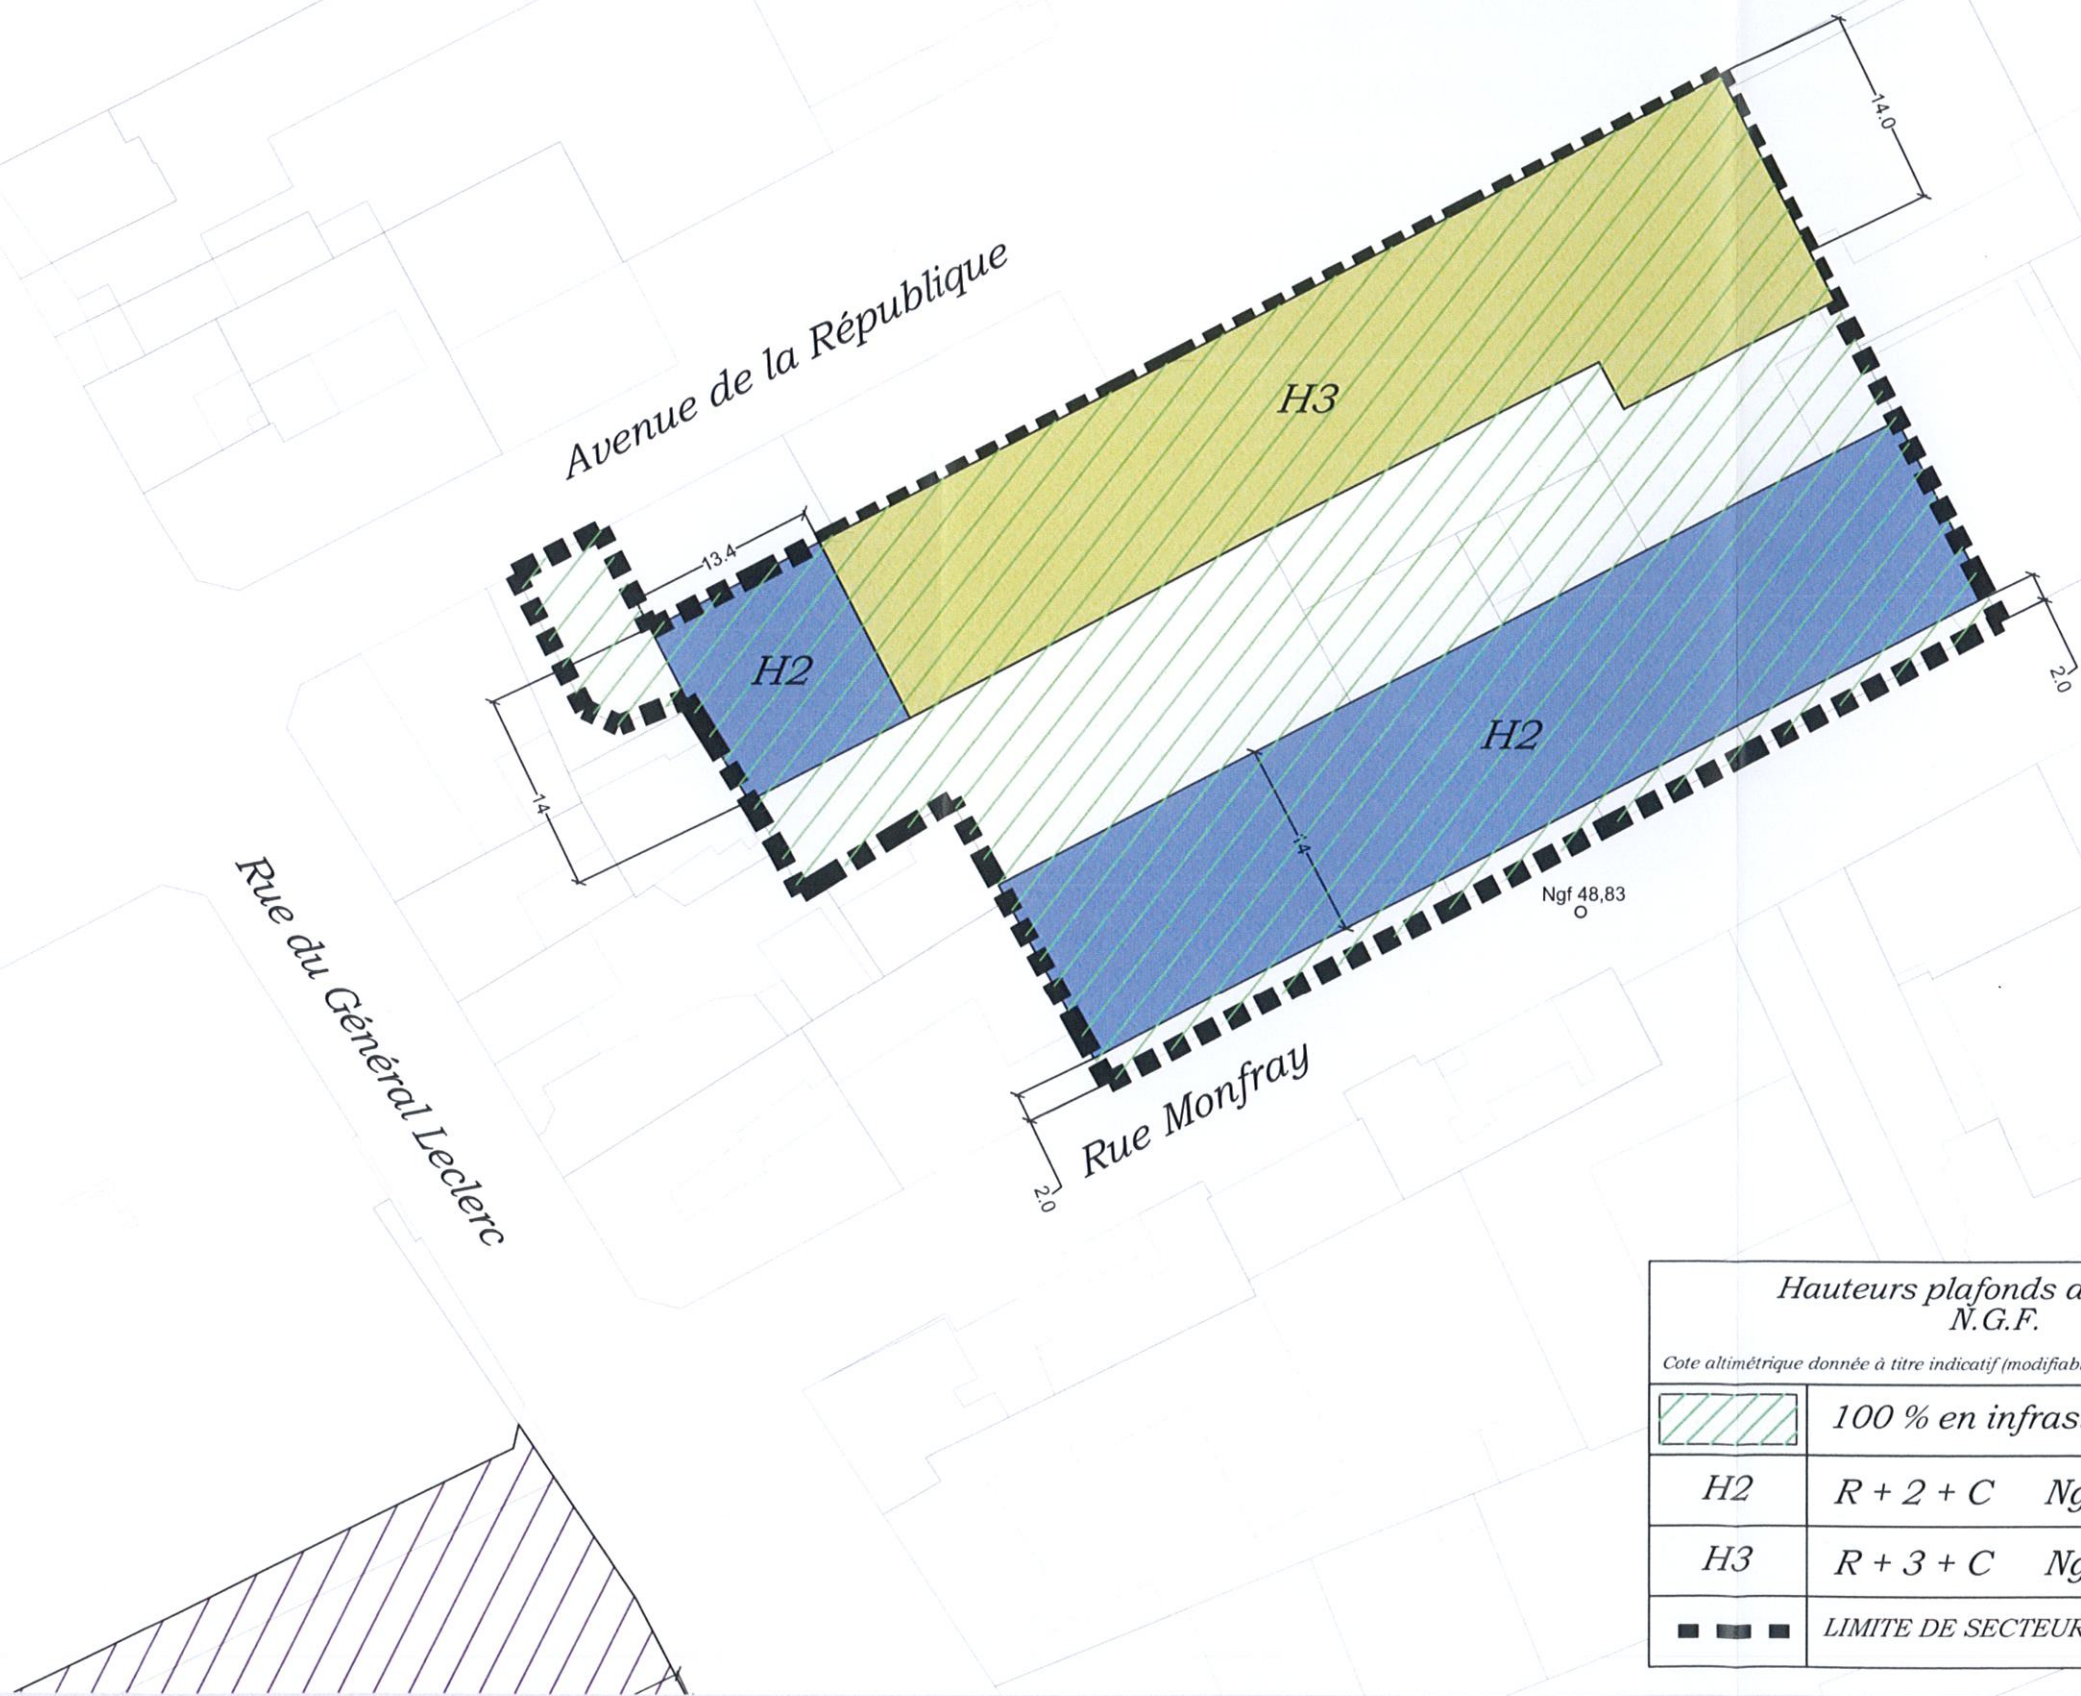 14.0
Avenue de la République
H3
13.4
H2
2.0
H2
14
14
Ngf 48,83
Rue du Général Leclerc
Rue Monfray
2.0
Hauteurs plafonds
N.G.F.
Cote altimétrique donnée à titre indicatif
100 % en
H2 R + 2 + C
H3 R + 3 + C
LIMITE DE SECTEUR